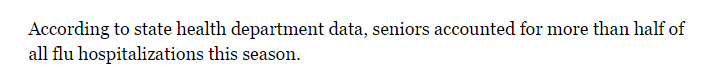 According to state health department data, seniors accounted for more than half of
all flu hospitalizations this season.